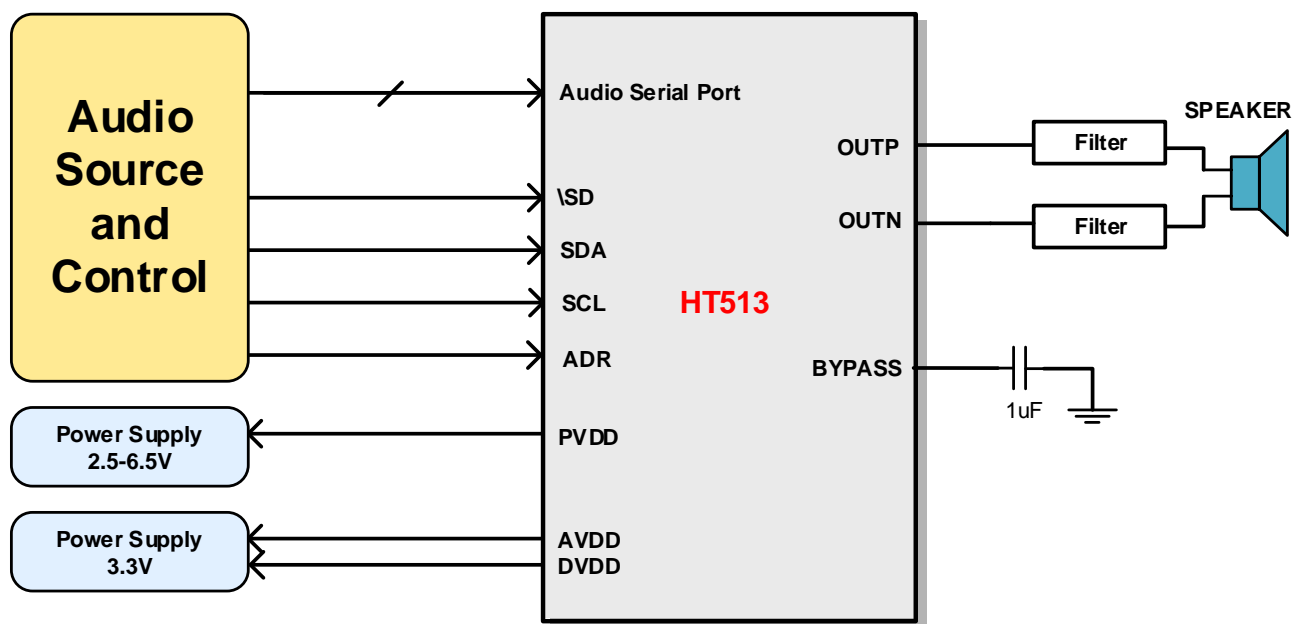 Audio
Source
and
Control
Power Supply
2.5-6.5V
Power Supply
3.3V
Audio Serial Port
\SD
SDA
SCL
ADR
PVDD
AVDD
DVDD
HT513
OUTP
OUTN
BYPASS
Filter
Filter
SPEAKER
1uF